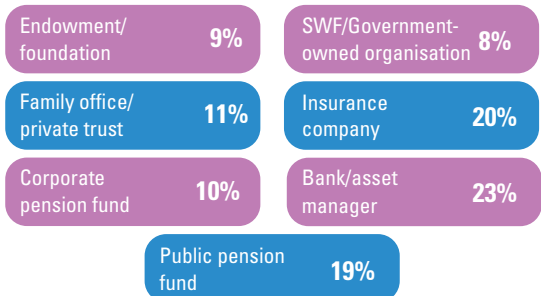 Endowment/
foundation
9%
SWF/Government-
owned organisation
8%
Family office/
private trust
11%
Insurance
company
20%
Corporate
pension fund
10%
Bank/asset
manager
23%
Public pension
fund
19%